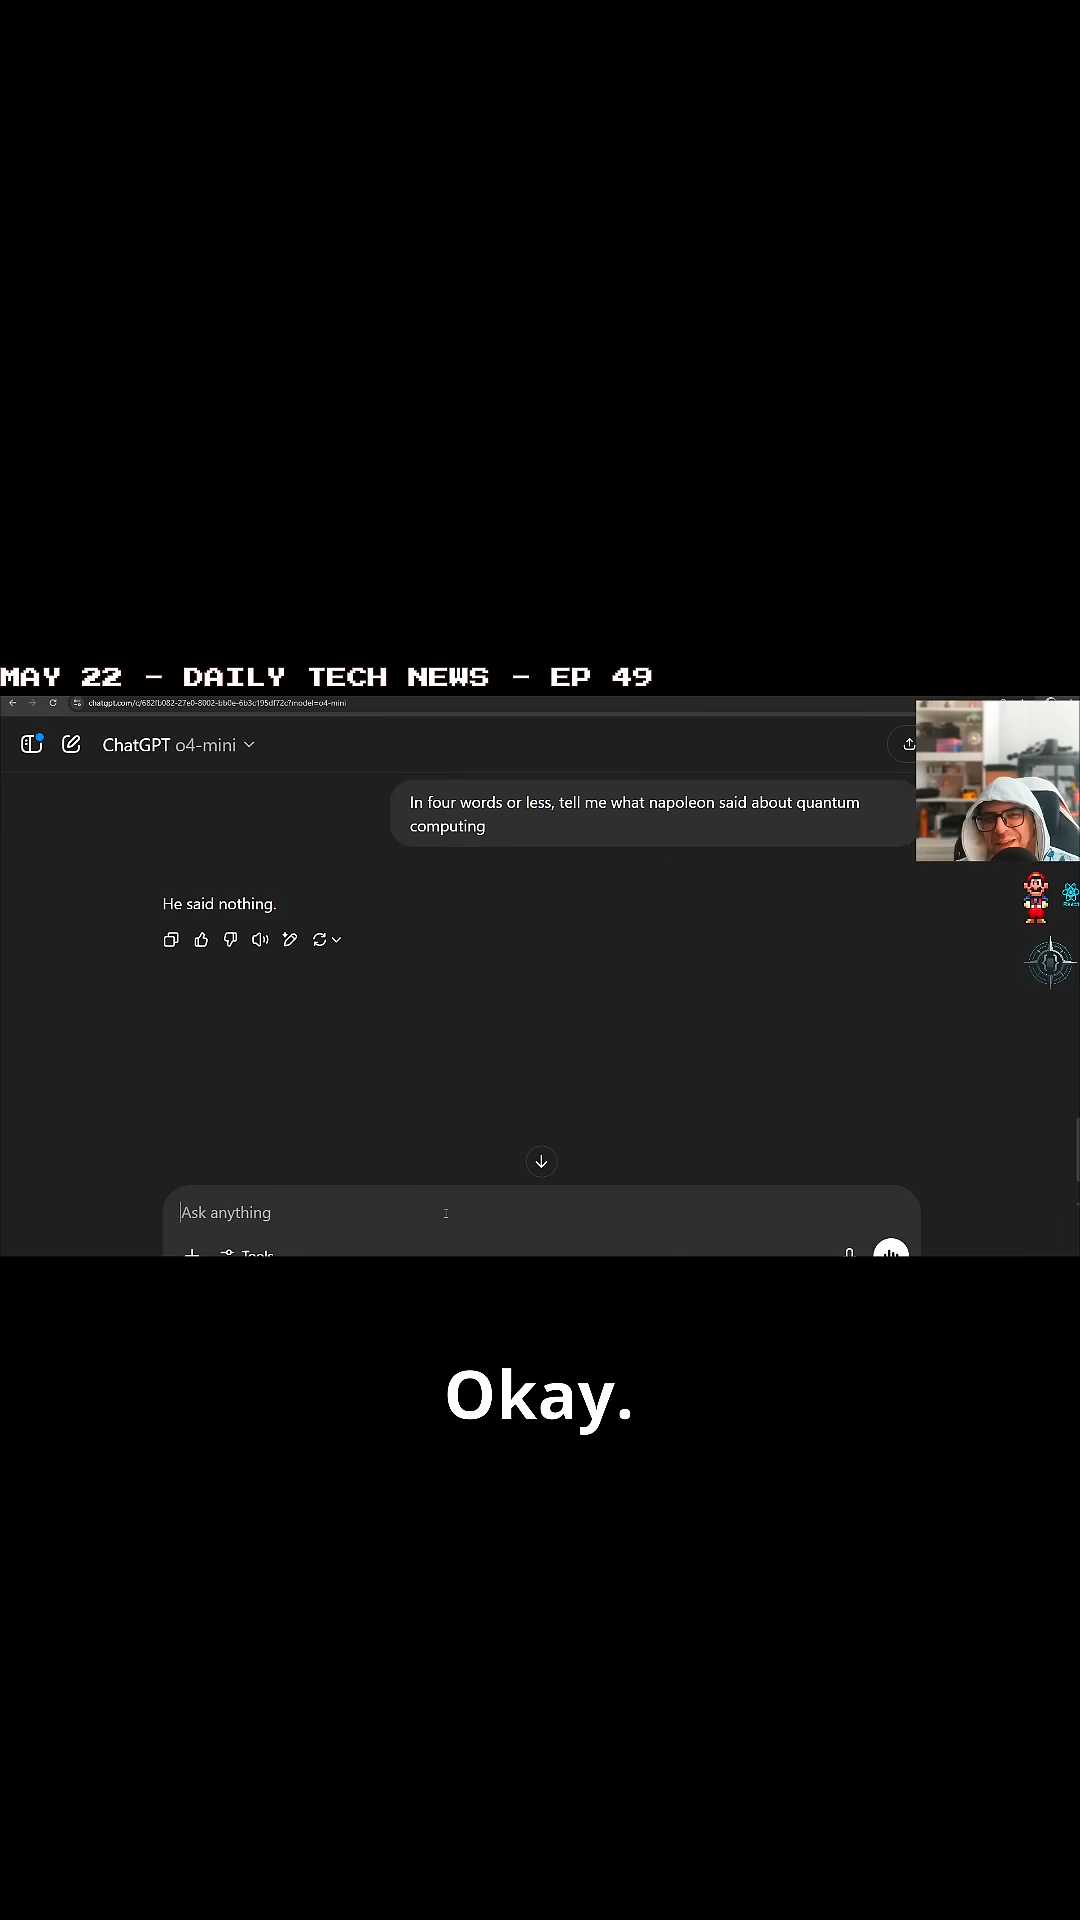 MAY 22 - DAILY TECH NEWS - EP 49
ChatGPT o4-mini
In four words or less, tell me what napoleon said about quantum
computing
He said nothing.
Ask anything
Tools
Okay.